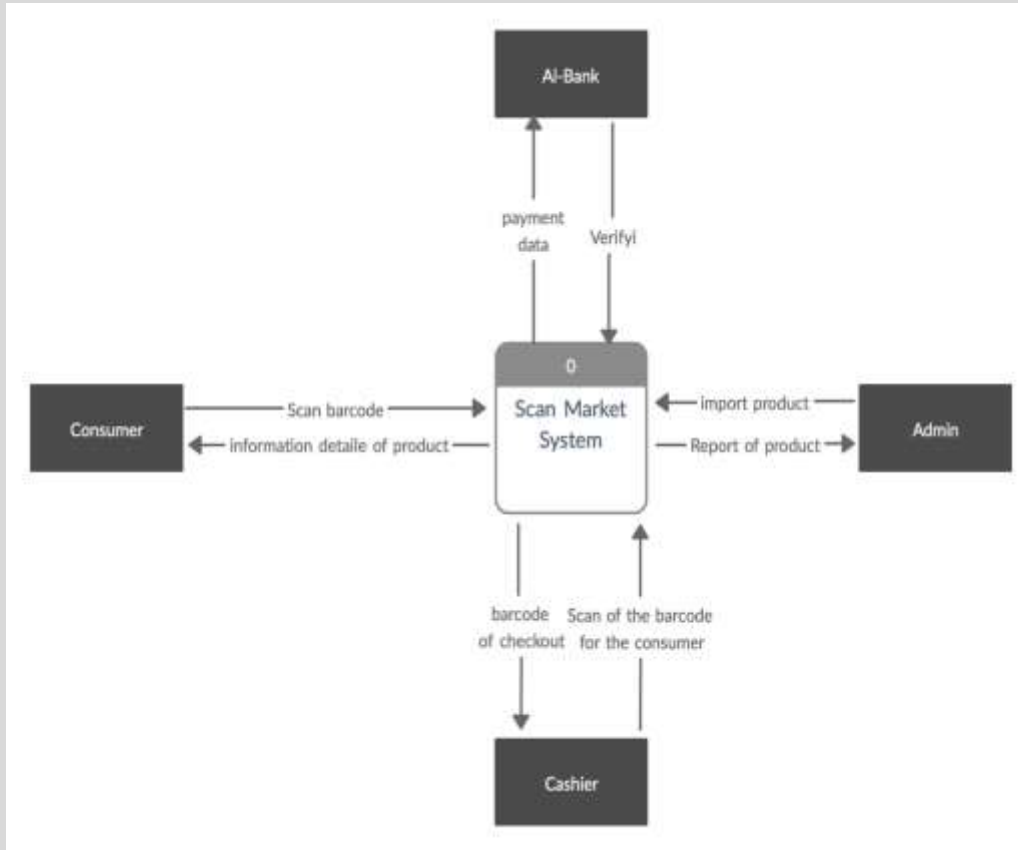 Al-Bank
payment
data
Verifyi
0
Scan Market
System
Consumer
Scan barcode
information detaile of product
import product
Report of product
Admin
barcode
of checkout
Scan of the barcode
for the consumer
Cashier